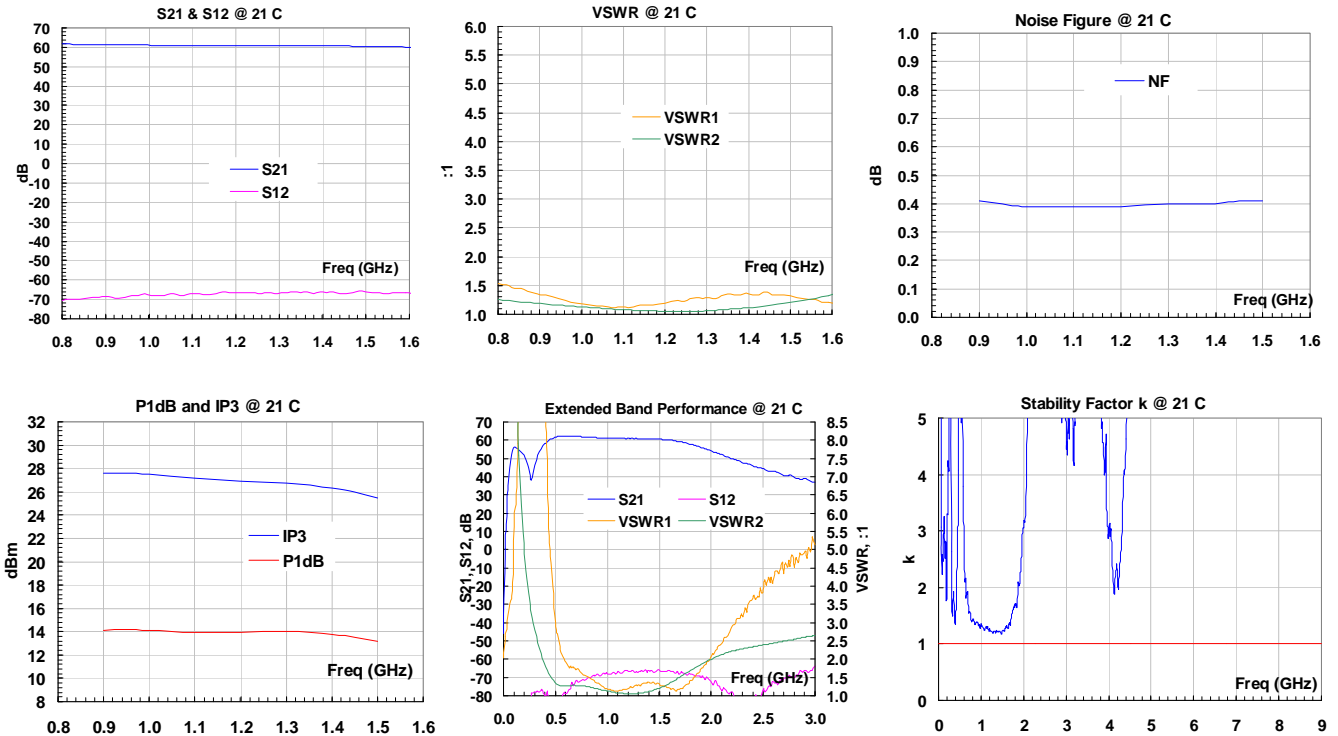 S21 & S12 @ 21 C
70
60
50
40
30
20
10
0
-10
-20
-30
-40
-50
-60
-70
-80
dB
S21
S12
Freq (GHz)
0.8 0.9 1.0 1.1 1.2 1.3 1.4 1.5 1.6
VSWR @ 21 C
6.0
5.5
5.0
4.5
4.0
3.5
3.0
2.5
2.0
1.5
1.0
:1
VSWR1
VSWR2
Freq (GHz)
0.8 0.9 1.0 1.1 1.2 1.3 1.4 1.5 1.6
Noise Figure @ 21 C
1.0
0.9
0.8
0.7
0.6
0.5
0.4
0.3
0.2
0.1
0.0
dB
NF
Freq (GHz)
0.8 0.9 1.0 1.1 1.2 1.3 1.4 1.5 1.6
P1dB and IP3 @ 21 C
32
30
28
26
24
22
20
18
16
14
12
10
8
dBm
IP3
P1dB
Freq (GHz)
0.8 0.9 1.0 1.1 1.2 1.3 1.4 1.5 1.6
Extended Band Performance @ 21 C
70
60
50
40
30
20
10
0
-10
-20
-30
-40
-50
-60
-70
-80
S21, S12, dB
S21
S12
VSWR1
VSWR2
8.5
8.0
7.5
7.0
6.5
6.0
5.5
5.0
4.5
4.0
3.5
3.0
2.5
2.0
1.5
1.0
VSWR, :1
Freq (GHz)
0.0 0.5 1.0 1.5 2.0 2.5 3.0
Stability Factor k @ 21 C
5
4
3
2
1
0
k
Freq (GHz)
0 1 2 3 4 5 6 7 8 9